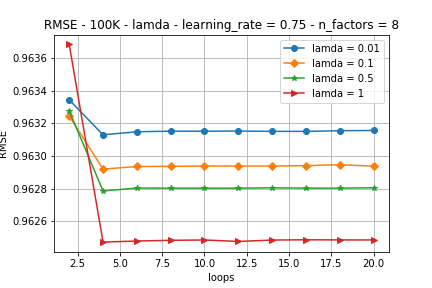 RMSE - 100K - lamda - learning_rate = 0.75 - n_factors = 8
lamda = 0.01
lamda = 0.1
lamda = 0.5
lamda = 1
0.9636
0.9634
0.9632
0.9630
0.9628
0.9626
RMSE
2.5 5.0 7.5 10.0 12.5 15.0 17.5 20.0
loops